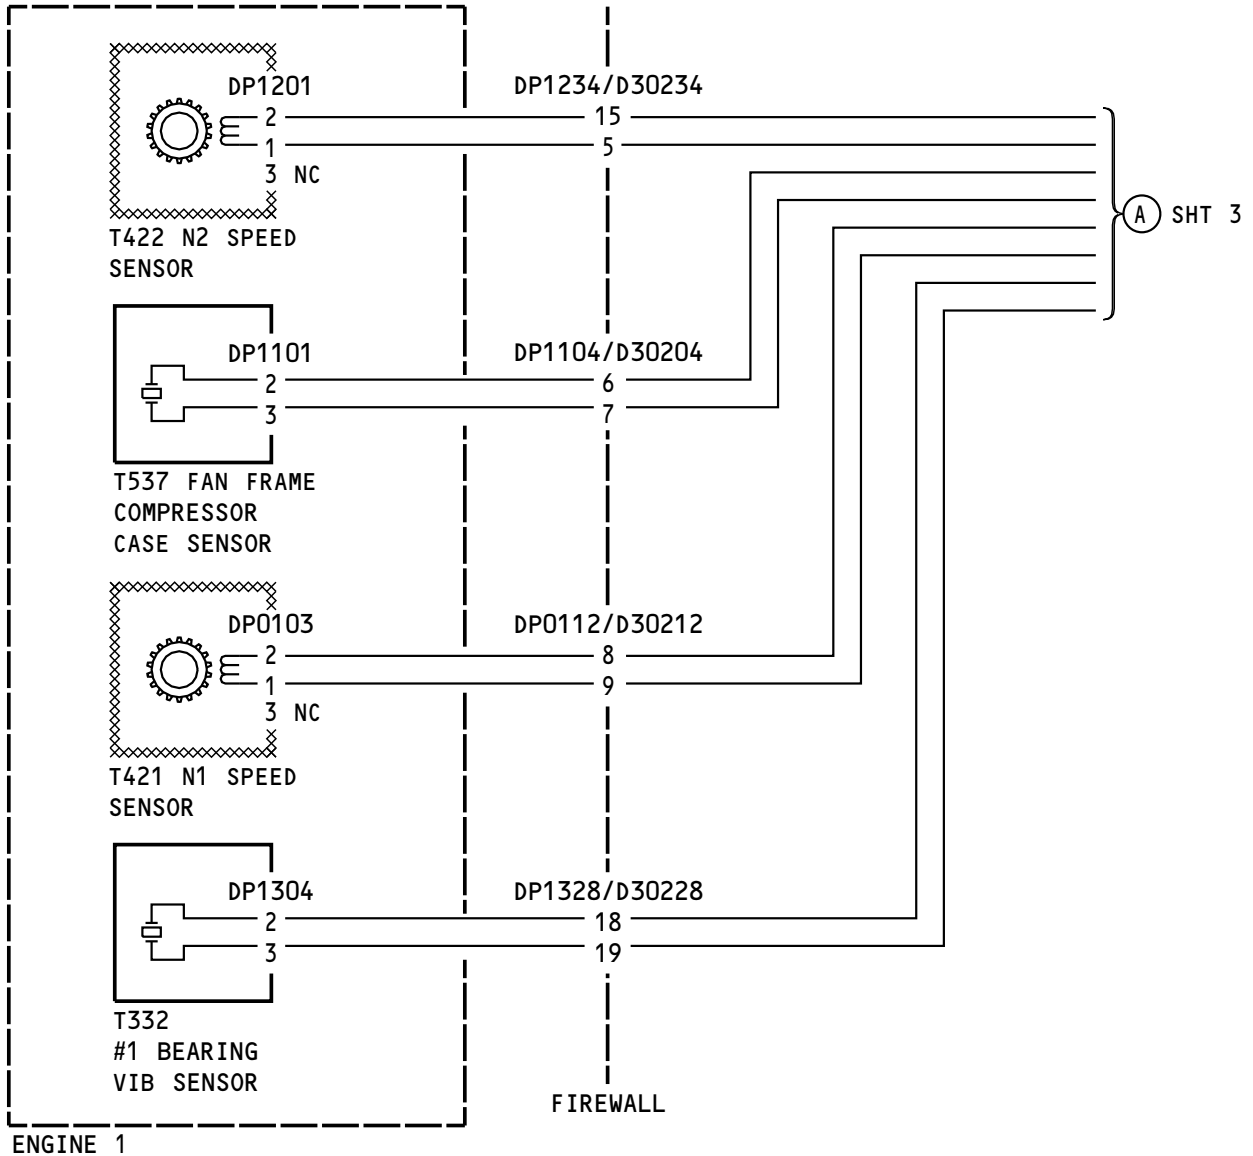 DP1201 DP1234/D30234
2 15
1 5
3 NC
A SHT 3
T422 N2 SPEED
SENSOR
DP1101 DP1104/D30204
2 6
3 7
T537 FAN FRAME
COMPRESSOR
CASE SENSOR
DP0103 DP0112/D30212
2 8
1 9
3 NC
T421 N1 SPEED
SENSOR
DP1304 DP1328/D30228
2 18
3 19
T332
#1 BEARING
VIB SENSOR
FIREWALL
ENGINE 1